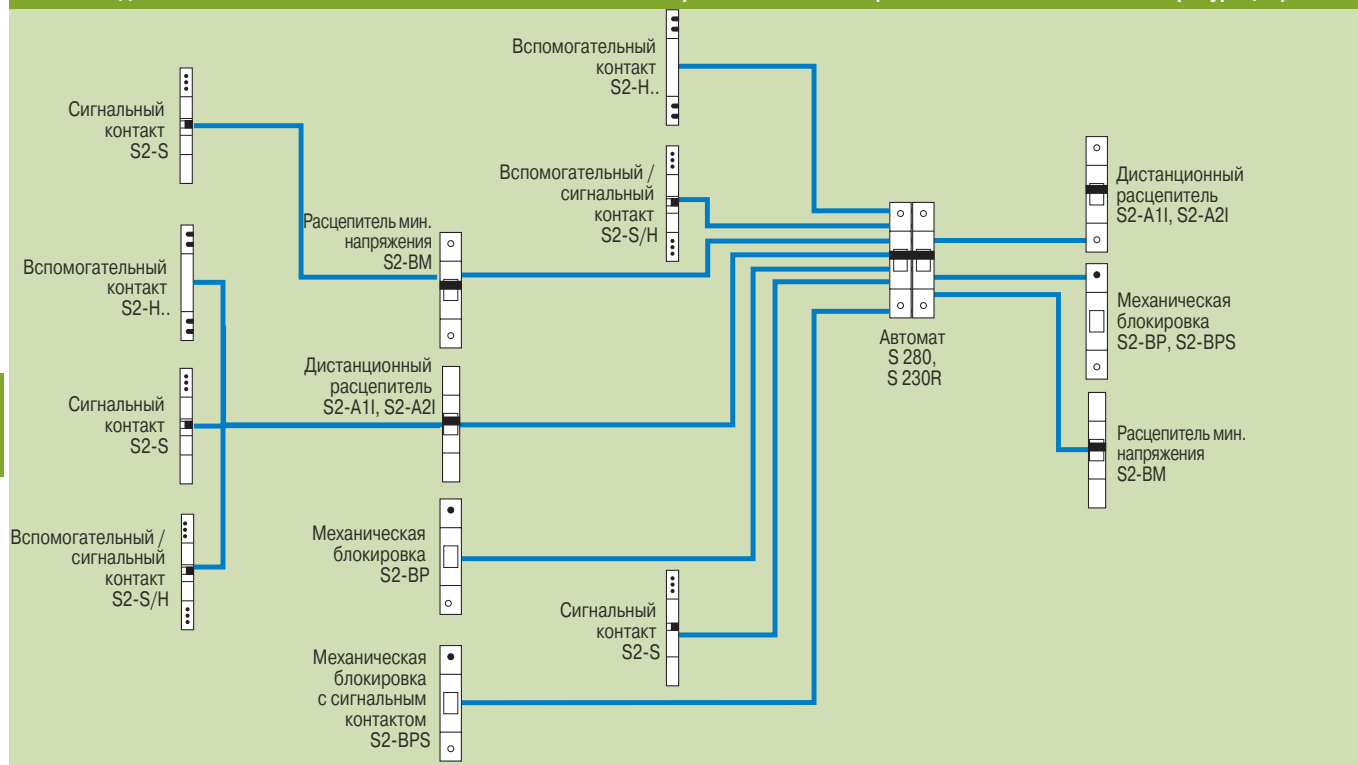 Сигнальный
контакт
S2-S
Вспомогательный
контакт
S2-H..
Сигнальный
контакт
S2-S
Вспомогательный /
сигнальный
контакт
S2-S/H
Расцепитель мин.
напряжения
S2-BM
Дистанционный
расцепитель
S2-A1I, S2-A2I
Механическая
блокировка
S2-BP
Механическая
блокировка
с сигнальным
контактом
S2-BPS
Вспомогательный
контакт
S2-H..
Вспомогательный /
сигнальный
контакт
S2-S/H
Сигнальный
контакт
S2-S
Автомат
S 280,
S 230R
Дистанционный
расцепитель
S2-A1I, S2-A2I
Механическая
блокировка
S2-BP, S2-BPS
Расцепитель мин.
напряжения
S2-BM